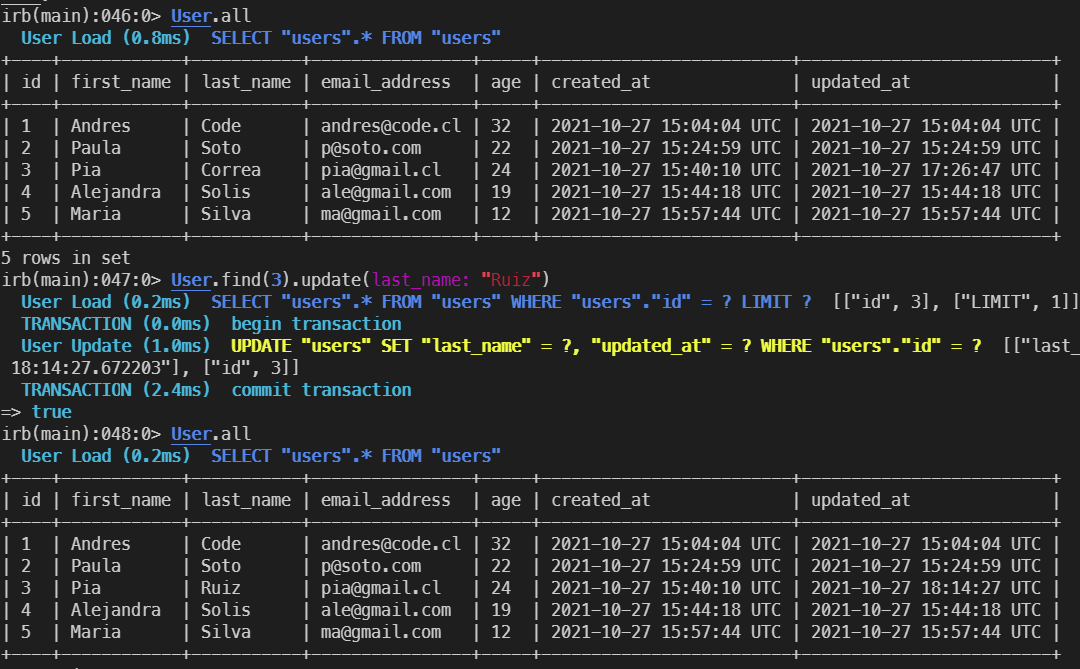 irb(main):046:0> User.all
  User Load (0.8ms)  SELECT "users".* FROM "users"
+----+------------+-----------+----------------+-----+-------------------------+-------------------------+
| id | first_name | last_name | email_address  | age | created_at              | updated_at              |
+----+------------+-----------+----------------+-----+-------------------------+-------------------------+
| 1  | Andres     | Code      | andres@code.cl | 32  | 2021-10-27 15:04:04 UTC | 2021-10-27 15:04:04 UTC |
| 2  | Paula      | Soto      | p@soto.com     | 22  | 2021-10-27 15:24:59 UTC | 2021-10-27 15:24:59 UTC |
| 3  | Pia        | Correa    | pia@gmail.cl   | 24  | 2021-10-27 15:40:10 UTC | 2021-10-27 17:26:47 UTC |
| 4  | Alejandra  | Solis     | ale@gmail.com  | 19  | 2021-10-27 15:44:18 UTC | 2021-10-27 15:44:18 UTC |
| 5  | Maria      | Silva     | ma@gmail.com   | 12  | 2021-10-27 15:57:44 UTC | 2021-10-27 15:57:44 UTC |
+----+------------+-----------+----------------+-----+-------------------------+-------------------------+
5 rows in set
irb(main):047:0> User.find(3).update(last_name: "Ruiz")
  User Load (0.2ms)  SELECT "users".* FROM "users" WHERE "users"."id" = ? LIMIT ?  [["id", 3], ["LIMIT", 1]]
  TRANSACTION (0.0ms)  begin transaction
  User Update (1.0ms)  UPDATE "users" SET "last_name" = ?, "updated_at" = ? WHERE "users"."id" = ?  [["last_
 18:14:27.672203"], ["id", 3]]
  TRANSACTION (2.4ms)  commit transaction
=> true
irb(main):048:0> User.all
  User Load (0.2ms)  SELECT "users".* FROM "users"
+----+------------+-----------+----------------+-----+-------------------------+-------------------------+
| id | first_name | last_name | email_address  | age | created_at              | updated_at              |
+----+------------+-----------+----------------+-----+-------------------------+-------------------------+
| 1  | Andres     | Code      | andres@code.cl | 32  | 2021-10-27 15:04:04 UTC | 2021-10-27 15:04:04 UTC |
| 2  | Paula      | Soto      | p@soto.com     | 22  | 2021-10-27 15:24:59 UTC | 2021-10-27 15:24:59 UTC |
| 3  | Pia        | Ruiz      | pia@gmail.cl   | 24  | 2021-10-27 15:40:10 UTC | 2021-10-27 18:14:27 UTC |
| 4  | Alejandra  | Solis     | ale@gmail.com  | 19  | 2021-10-27 15:44:18 UTC | 2021-10-27 15:44:18 UTC |
| 5  | Maria      | Silva     | ma@gmail.com   | 12  | 2021-10-27 15:57:44 UTC | 2021-10-27 15:57:44 UTC |
+----+------------+-----------+----------------+-----+-------------------------+-------------------------+